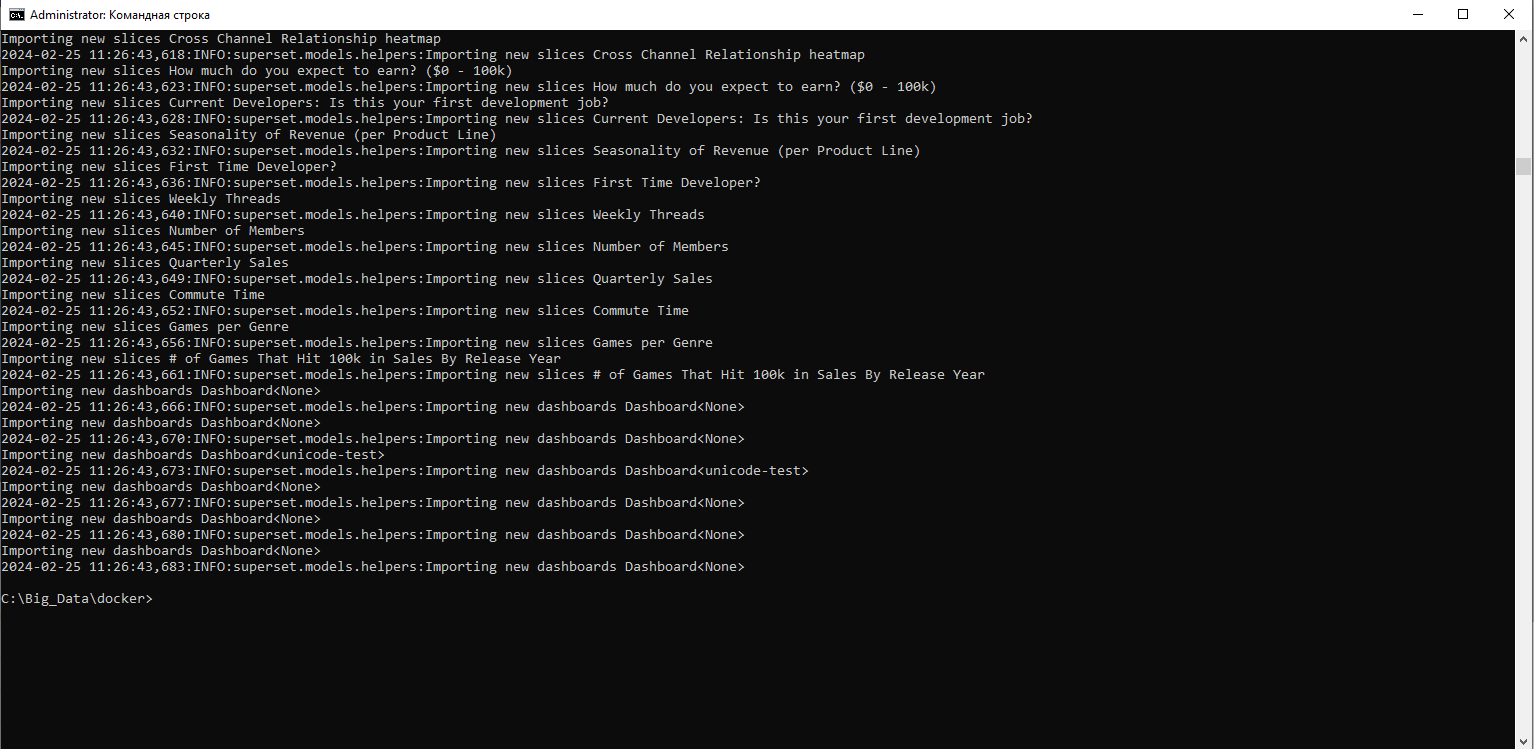 Administrator: Командная строка
Importing new slices Cross Channel Relationship heatmap
2024-02-25 11:26:43,618:INFO:superset.models.helpers:Importing new slices Cross Channel Relationship heatmap
Importing new slices How much do you expect to earn? ($0 - 100k)
2024-02-25 11:26:43,623:INFO:superset.models.helpers:Importing new slices How much do you expect to earn? ($0 - 100k)
Importing new slices Current Developers: Is this your first development job?
2024-02-25 11:26:43,628:INFO:superset.models.helpers:Importing new slices Current Developers: Is this your first development job?
Importing new slices Seasonality of Revenue (per Product Line)
2024-02-25 11:26:43,632:INFO:superset.models.helpers:Importing new slices Seasonality of Revenue (per Product Line)
Importing new slices First Time Developer?
2024-02-25 11:26:43,636:INFO:superset.models.helpers:Importing new slices First Time Developer?
Importing new slices Weekly Threads
2024-02-25 11:26:43,640:INFO:superset.models.helpers:Importing new slices Weekly Threads
Importing new slices Number of Members
2024-02-25 11:26:43,645:INFO:superset.models.helpers:Importing new slices Number of Members
Importing new slices Quarterly Sales
2024-02-25 11:26:43,649:INFO:superset.models.helpers:Importing new slices Quarterly Sales
Importing new slices Commute Time
2024-02-25 11:26:43,652:INFO:superset.models.helpers:Importing new slices Commute Time
Importing new slices Games per Genre
2024-02-25 11:26:43,656:INFO:superset.models.helpers:Importing new slices Games per Genre
Importing new slices # of Games That Hit 100k in Sales By Release Year
2024-02-25 11:26:43,661:INFO:superset.models.helpers:Importing new slices # of Games That Hit 100k in Sales By Release Year
Importing new dashboards Dashboard<None>
2024-02-25 11:26:43,666:INFO:superset.models.helpers:Importing new dashboards Dashboard<None>
Importing new dashboards Dashboard<None>
2024-02-25 11:26:43,670:INFO:superset.models.helpers:Importing new dashboards Dashboard<None>
Importing new dashboards Dashboard<unicode-test>
2024-02-25 11:26:43,673:INFO:superset.models.helpers:Importing new dashboards Dashboard<unicode-test>
Importing new dashboards Dashboard<None>
2024-02-25 11:26:43,677:INFO:superset.models.helpers:Importing new dashboards Dashboard<None>
Importing new dashboards Dashboard<None>
2024-02-25 11:26:43,680:INFO:superset.models.helpers:Importing new dashboards Dashboard<None>
Importing new dashboards Dashboard<None>
2024-02-25 11:26:43,683:INFO:superset.models.helpers:Importing new dashboards Dashboard<None>
C:\Big_Data\docker>